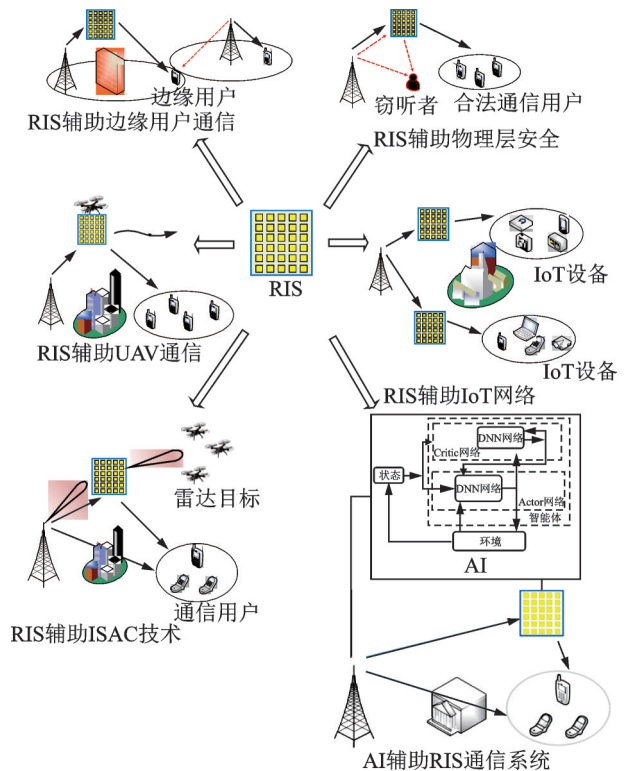 边缘用户
RIS辅助边缘用户通信
窃听者
合法通信用户
RIS辅助物理层安全
RIS
IoT设备
RIS辅助UAV通信
IoT设备
RIS辅助IoT网络
DNN网络
Critic网络
状态
DNN网络
Actor网络
智能体
环境
AI
雷达目标
通信用户
RIS辅助ISAC技术
AI辅助RIS通信系统